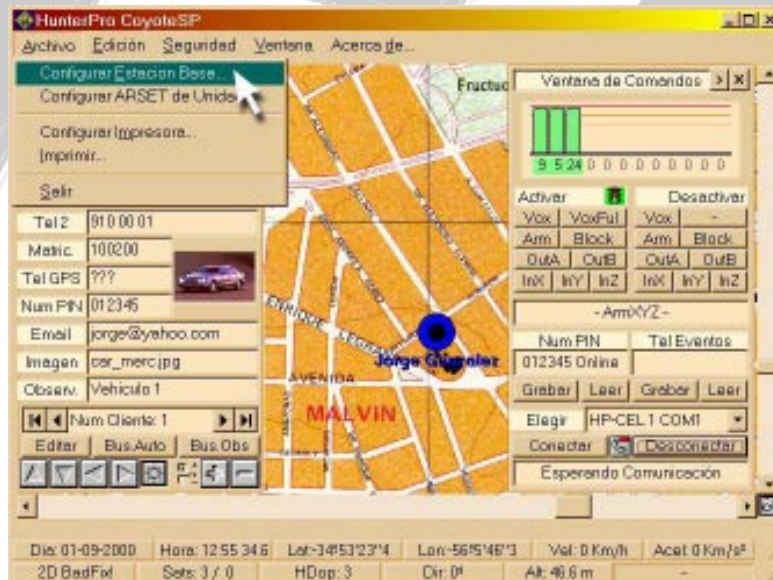 HunterPro CoyoteSP
Archivo Edición Seguridad Ventana Acerca de...
Configurar Estacion Base...
Configurar ARSET de Unida
Configurar Impresora...
Imprimir...
Salir
Tel 2 910 00 01
Matric. 100200
Tel GPS ???
Num PIN 012345
Email jorge@yahoo.com
Imagen car_merc.jpg
Observ. Vehiculo 1
Num Cliente: 1
Editar Bus.Auto Bus.Obs
Fructuo
ENRIQUE LEGRAN
Jorge Gonzalez
AVENIDA
MALVIN
Ventana de Comandos
9 5 24 0 0 0 0 0 0 0 0 0
Activar Desactivar
Vox VoxFul Vox -
Arm Block Arm Block
OutA OutB OutA OutB
InX InY InZ InX InY InZ
-ArmXYZ-
Num PIN Tel Eventos
012345 Online
Grabar Leer Grabar Leer
Elegir HP-CEL 1 COM1
Conectar Desconectar
Esperando Comunicación
Dia: 01-09-2000 Hora: 12:55 34.6 Lat:-34º53'23"4 Lon:-56º5'46"3 Vel: 0 Km/h Acel: 0 Km/s²
2D BadFix! Sats: 3 / 0 HDop: 3 Dir: 0º Alt: 46.6 m -